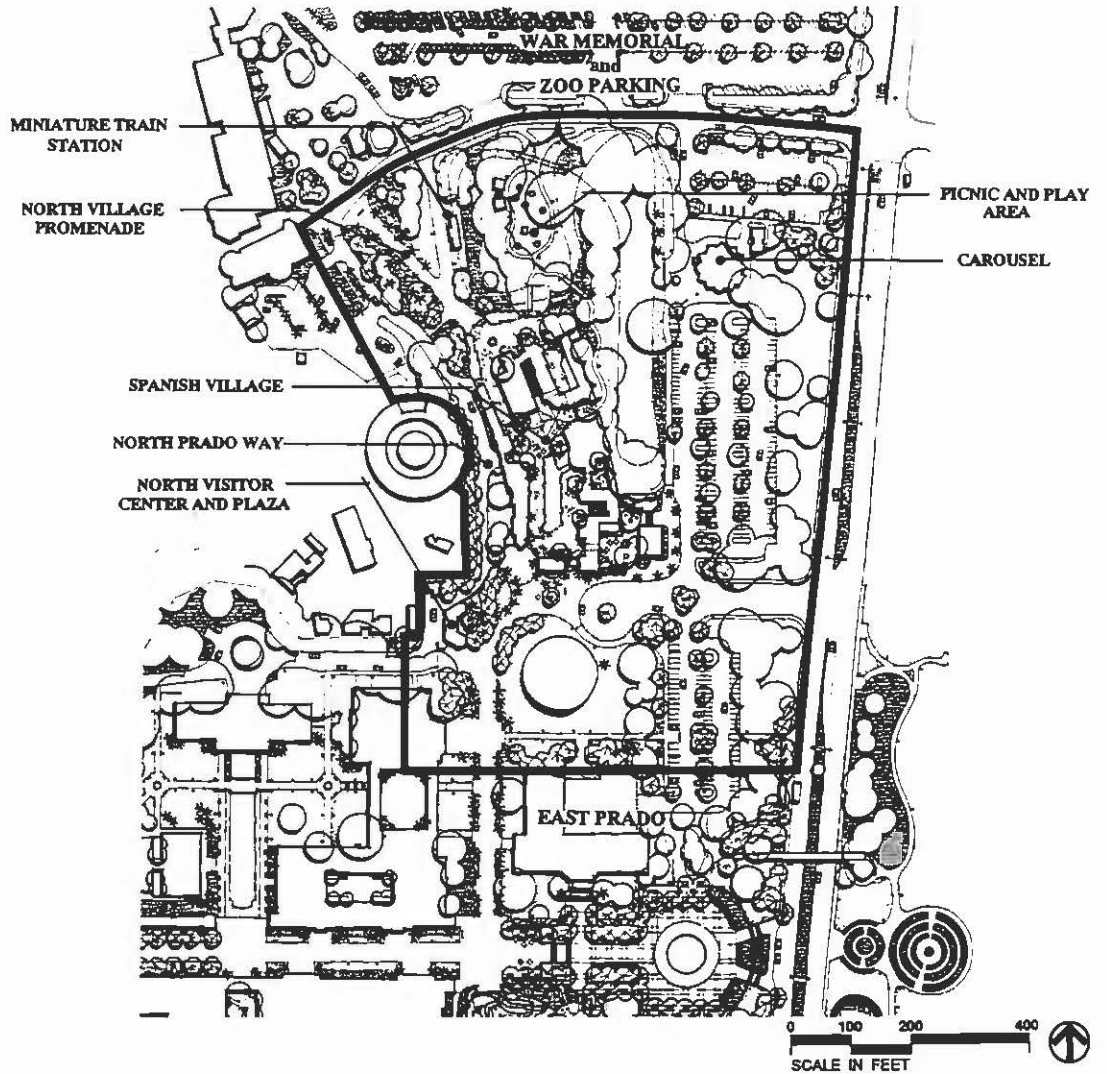 WAR MEMORIAL
and
ZOO PARKING
MINIATURE TRAIN
STATION
NORTH VILLAGE
PROMENADE
PICNIC AND PLAY
AREA
CAROUSEL
SPANISH VILLAGE
NORTH PRADO WAY
NORTH VISITOR
CENTER AND PLAZA
EAST PRADO
0 100 200 400
SCALE IN FEET